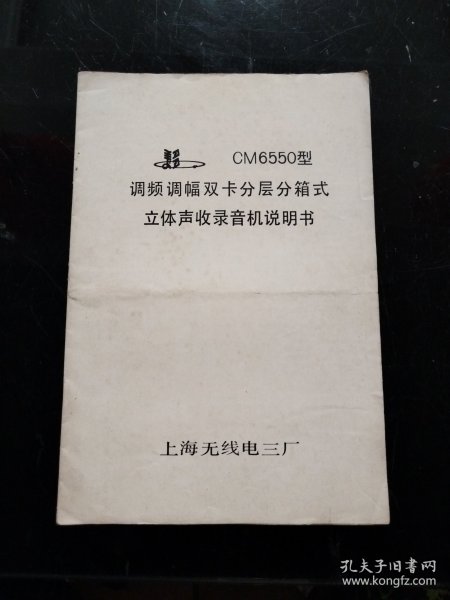 CM6550型
调频调幅双卡分层分箱式
立体声收录音机说明书
上海无线电三厂
孔夫子旧书网
www.kongfz.com